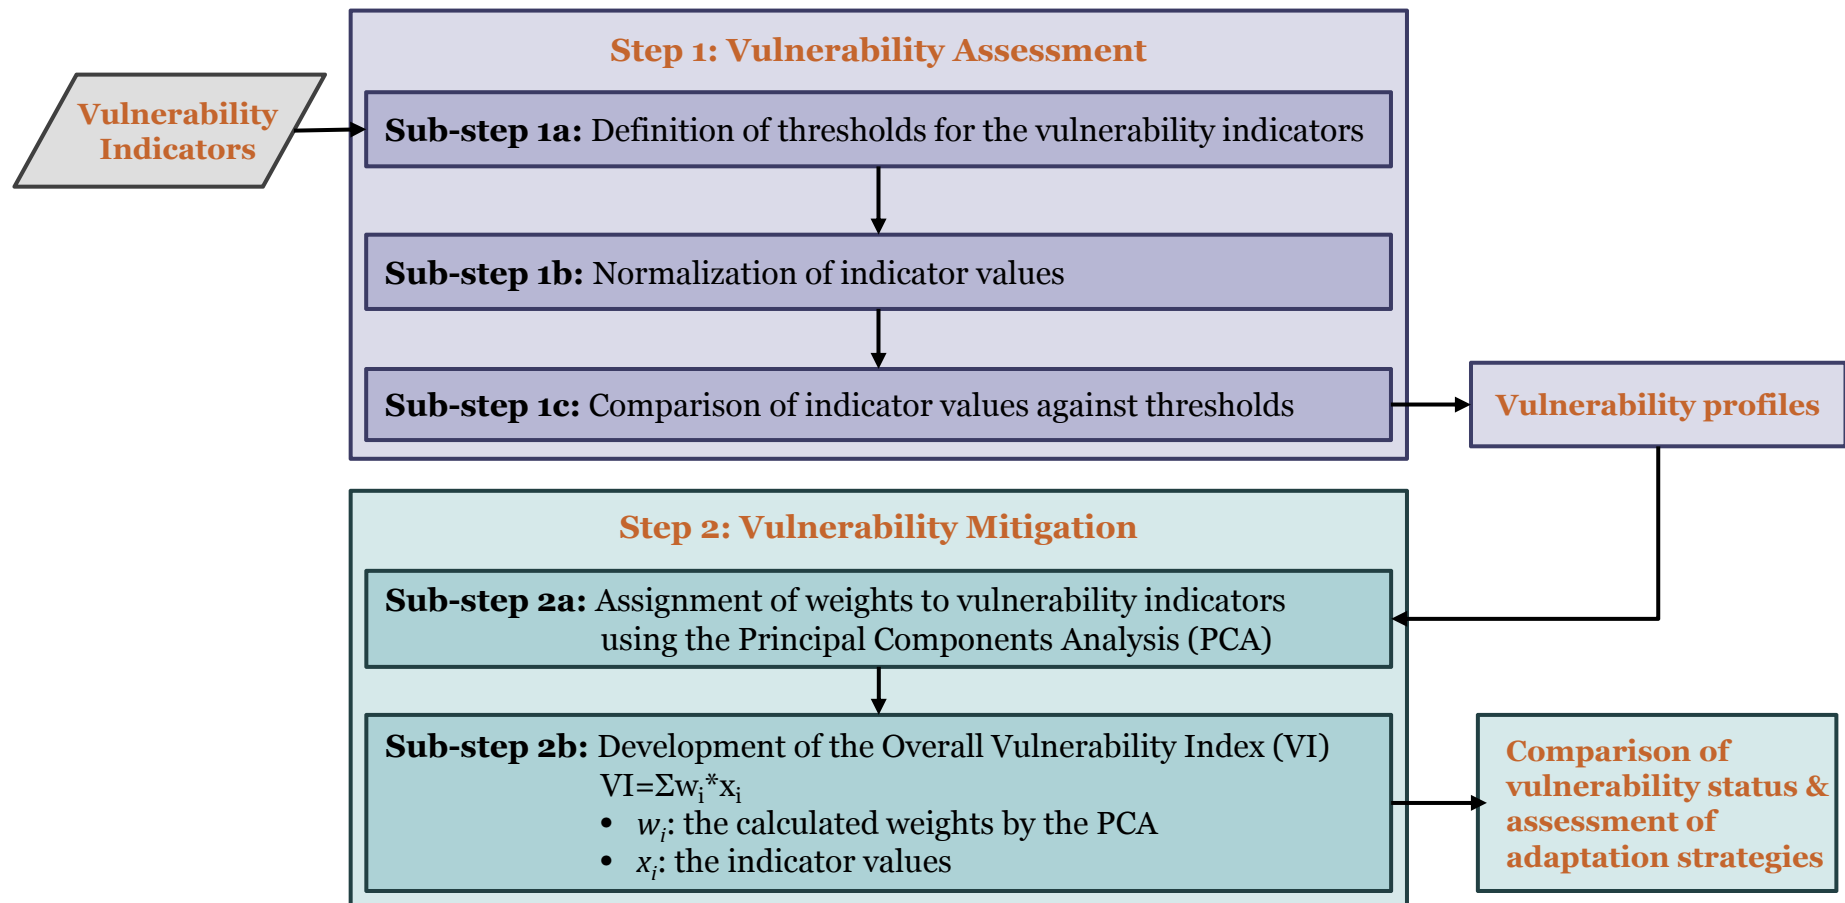 Vulnerability
Indicators
Step 1: Vulnerability Assessment
Sub-step 1a: Definition of thresholds for the vulnerability indicators
Sub-step 1b: Normalization of indicator values
Sub-step 1c: Comparison of indicator values against thresholds
Vulnerability profiles
Step 2: Vulnerability Mitigation
Sub-step 2a: Assignment of weights to vulnerability indicators
using the Principal Components Analysis (PCA)
Sub-step 2b: Development of the Overall Vulnerability Index (VI)
VI=Σwᵢ*xᵢ
• wᵢ: the calculated weights by the PCA
• xᵢ: the indicator values
Comparison of
vulnerability status &
assessment of
adaptation strategies